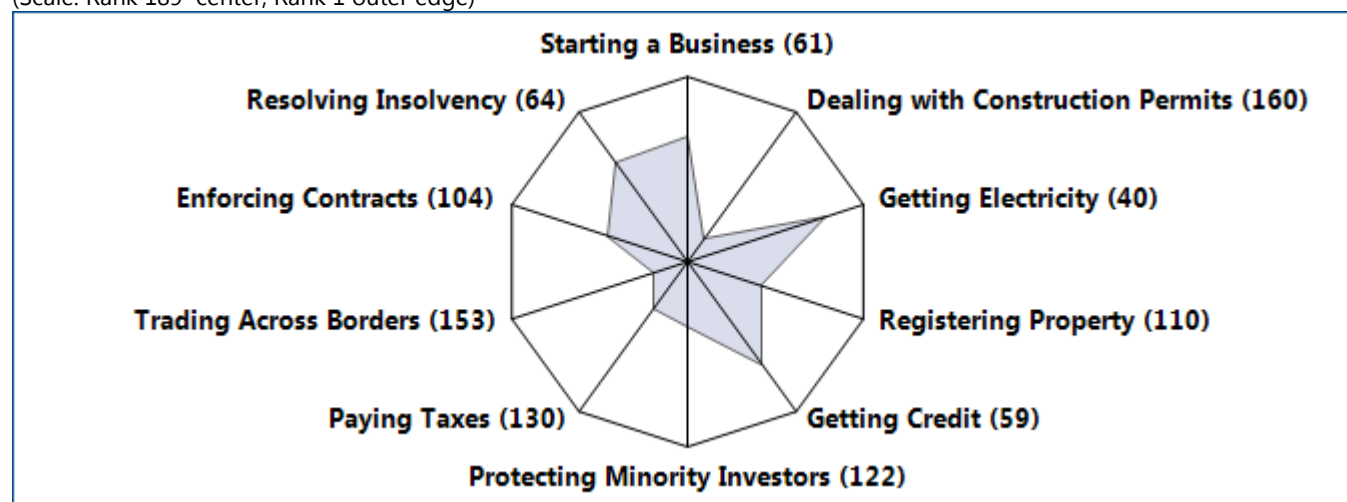 (Scale: Rank 189 center, Rank 1 outer edge)
Starting a Business (61)
Resolving Insolvency (64)
Dealing with Construction Permits (160)
Enforcing Contracts (104)
Getting Electricity (40)
Trading Across Borders (153)
Registering Property (110)
Paying Taxes (130)
Getting Credit (59)
Protecting Minority Investors (122)